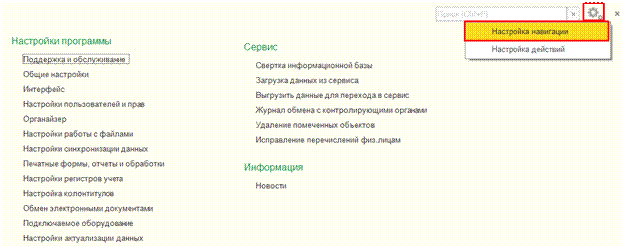 Поиск (Ctrl+F)
Настройка навигации
Настройка действий
Настройки программы
Поддержка и обслуживание
Общие настройки
Интерфейс
Настройки пользователей и прав
Органайзер
Настройки работы с файлами
Настройки синхронизации данных
Печатные формы, отчеты и обработки
Настройки регистров учета
Настройка колонтитулов
Обмен электронными документами
Подключаемое оборудование
Настройки актуализации данных
Сервис
Свертка информационной базы
Загрузка данных из сервиса
Выгрузить данные для перехода в сервис
Журнал обмена с контролирующими органами
Удаление помеченных объектов
Исправление перечислений физ.лицам
Информация
Новости